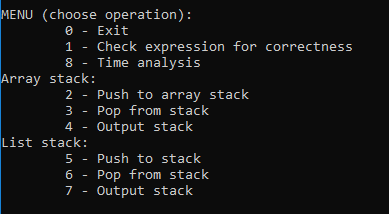 MENU (choose operation):
0 - Exit
1 - Check expression for correctness
8 - Time analysis
Array stack:
2 - Push to array stack
3 - Pop from stack
4 - Output stack
List stack:
5 - Push to stack
6 - Pop from stack
7 - Output stack